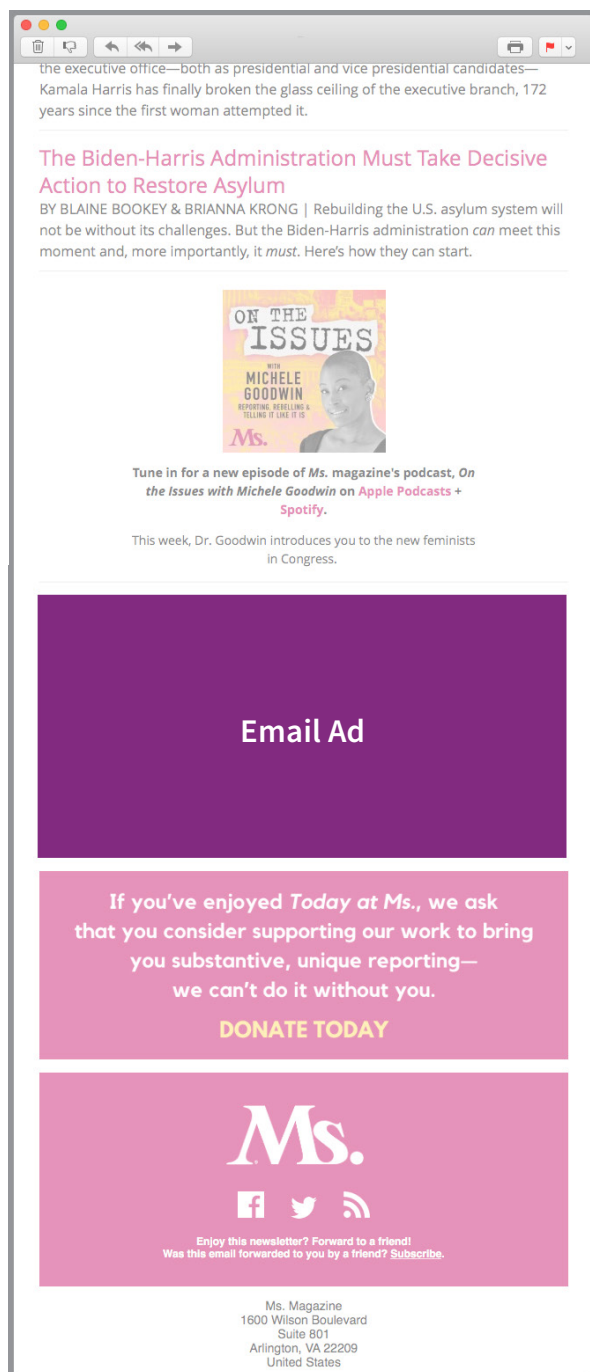 the executive office—both as presidential and vice presidential candidates—
Kamala Harris has finally broken the glass ceiling of the executive branch, 172
years since the first woman attempted it.
The Biden-Harris Administration Must Take Decisive
Action to Restore Asylum
BY BLAINE BOOKEY & BRIANNA KRONG | Rebuilding the U.S. asylum system will
not be without its challenges. But the Biden-Harris administration can meet this
moment and, more importantly, it must. Here's how they can start.
ON THE
ISSUES
WITH
MICHELE
GOODWIN
REPORTING, REBELLING &
TELLING IT LIKE IT IS
Ms.
Tune in for a new episode of Ms. magazine's podcast, On
the Issues with Michele Goodwin on Apple Podcasts +
Spotify.
This week, Dr. Goodwin introduces you to the new feminists
in Congress.
Email Ad
If you've enjoyed Today at Ms., we ask
that you consider supporting our work to bring
you substantive, unique reporting—
we can't do it without you.
DONATE TODAY
Ms.
Enjoy this newsletter? Forward to a friend!
Was this email forwarded to you by a friend? Subscribe.
Ms. Magazine
1600 Wilson Boulevard
Suite 801
Arlington, VA 22209
United States